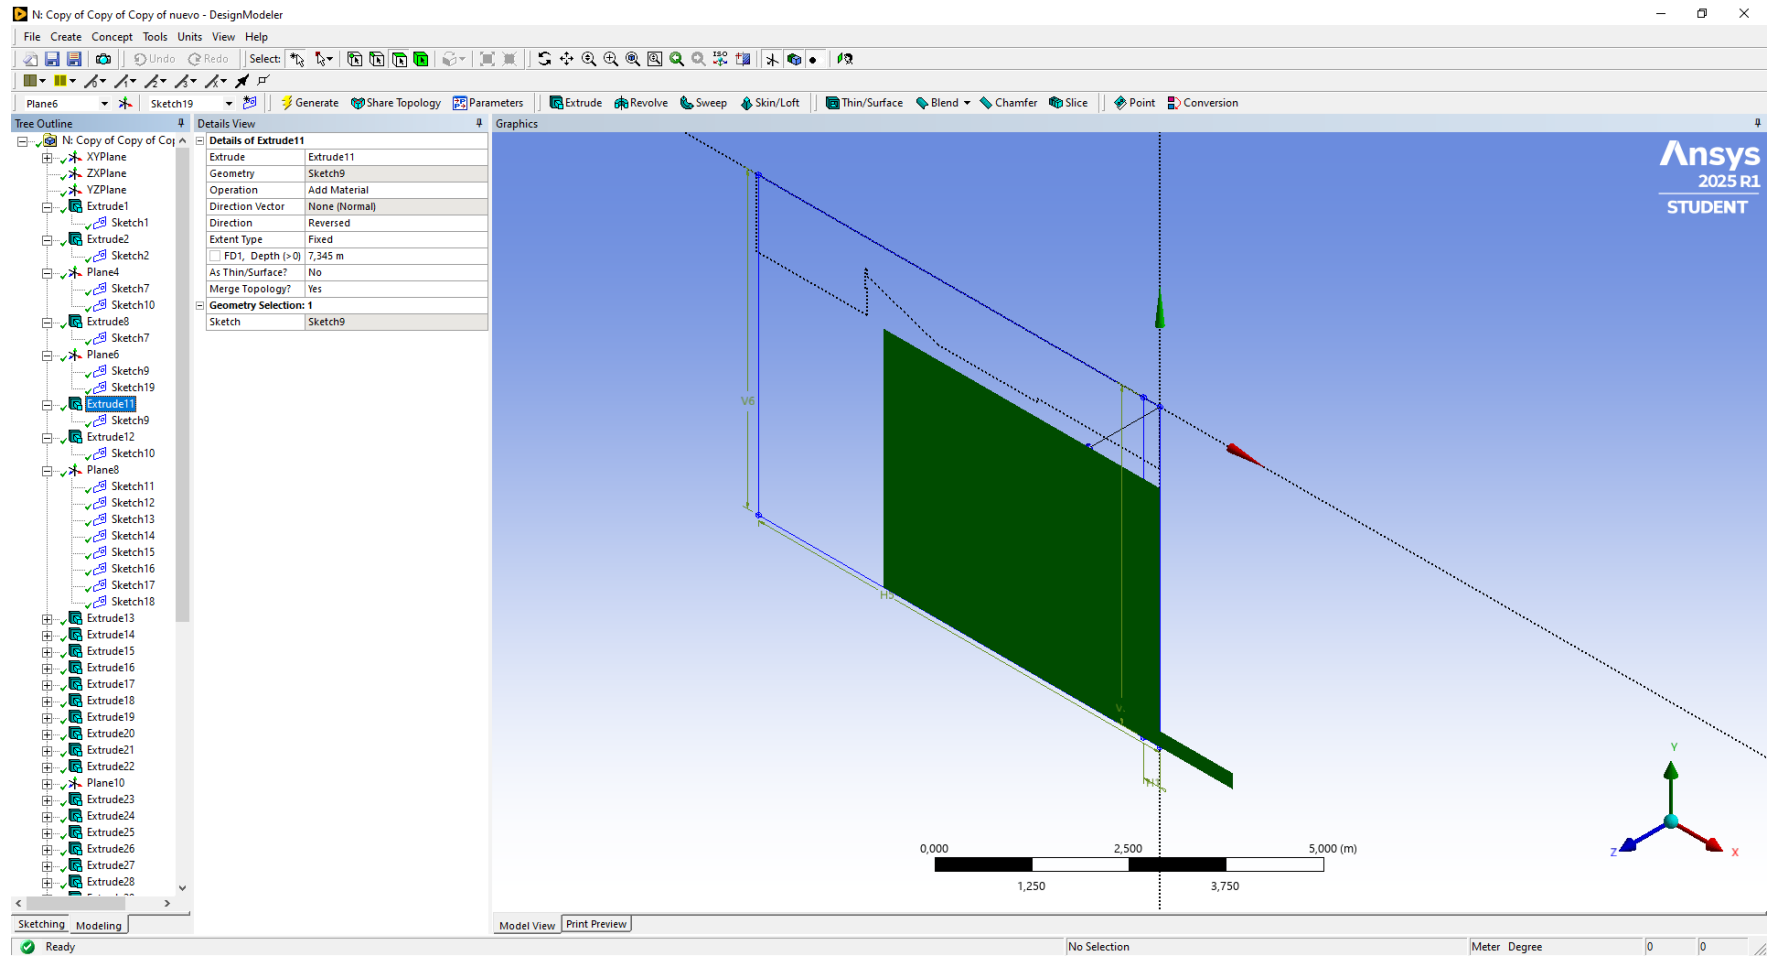 N: Copy of Copy of Copy of nuevo - DesignModeler
File Create Concept Tools Units View Help
Undo Redo Select:
Plane6 Sketch19 Generate Share Topology Parameters Extrude Revolve Sweep Skin/Loft Thin/Surface Blend Chamfer Slice Point Conversion
Tree Outline
N: Copy of Copy of Cop
XYPlane
ZXPlane
YZPlane
Extrude1
Sketch1
Extrude2
Sketch2
Plane4
Sketch7
Sketch10
Extrude8
Sketch7
Plane6
Sketch9
Sketch19
Extrude11
Sketch9
Extrude12
Sketch10
Plane8
Sketch11
Sketch12
Sketch13
Sketch14
Sketch15
Sketch16
Sketch17
Sketch18
Extrude13
Extrude14
Extrude15
Extrude16
Extrude17
Extrude18
Extrude19
Extrude20
Extrude21
Extrude22
Plane10
Extrude23
Extrude24
Extrude25
Extrude26
Extrude27
Extrude28
Sketching Modeling
Details View
Details of Extrude11
Extrude Extrude11
Geometry Sketch9
Operation Add Material
Direction Vector None (Normal)
Direction Reversed
Extent Type Fixed
FD1, Depth (>0) 7,345 m
As Thin/Surface? No
Merge Topology? Yes
Geometry Selection: 1
Sketch Sketch9
Graphics
Ansys
2025 R1
STUDENT
V6
Y
Z
X
0,000 2,500 5,000 (m)
1,250 3,750
Model View Print Preview
Ready No Selection Meter Degree 0 0